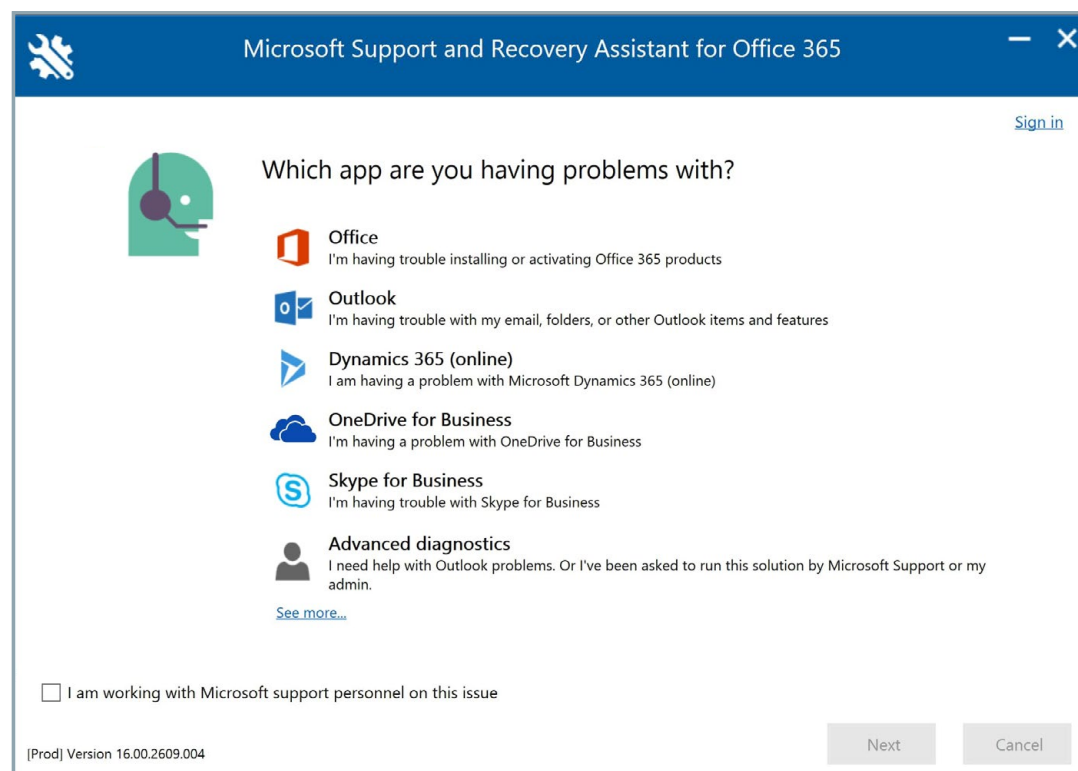 Microsoft Support and Recovery Assistant for Office 365
Sign in
Which app are you having problems with?
Office
I'm having trouble installing or activating Office 365 products
Outlook
I'm having trouble with my email, folders, or other Outlook items and features
Dynamics 365 (online)
I am having a problem with Microsoft Dynamics 365 (online)
OneDrive for Business
I'm having a problem with OneDrive for Business
Skype for Business
I'm having trouble with Skype for Business
Advanced diagnostics
I need help with Outlook problems. Or I've been asked to run this solution by Microsoft Support or my
admin.
See more...
I am working with Microsoft support personnel on this issue
[Prod] Version 16.00.2609.004
Next
Cancel